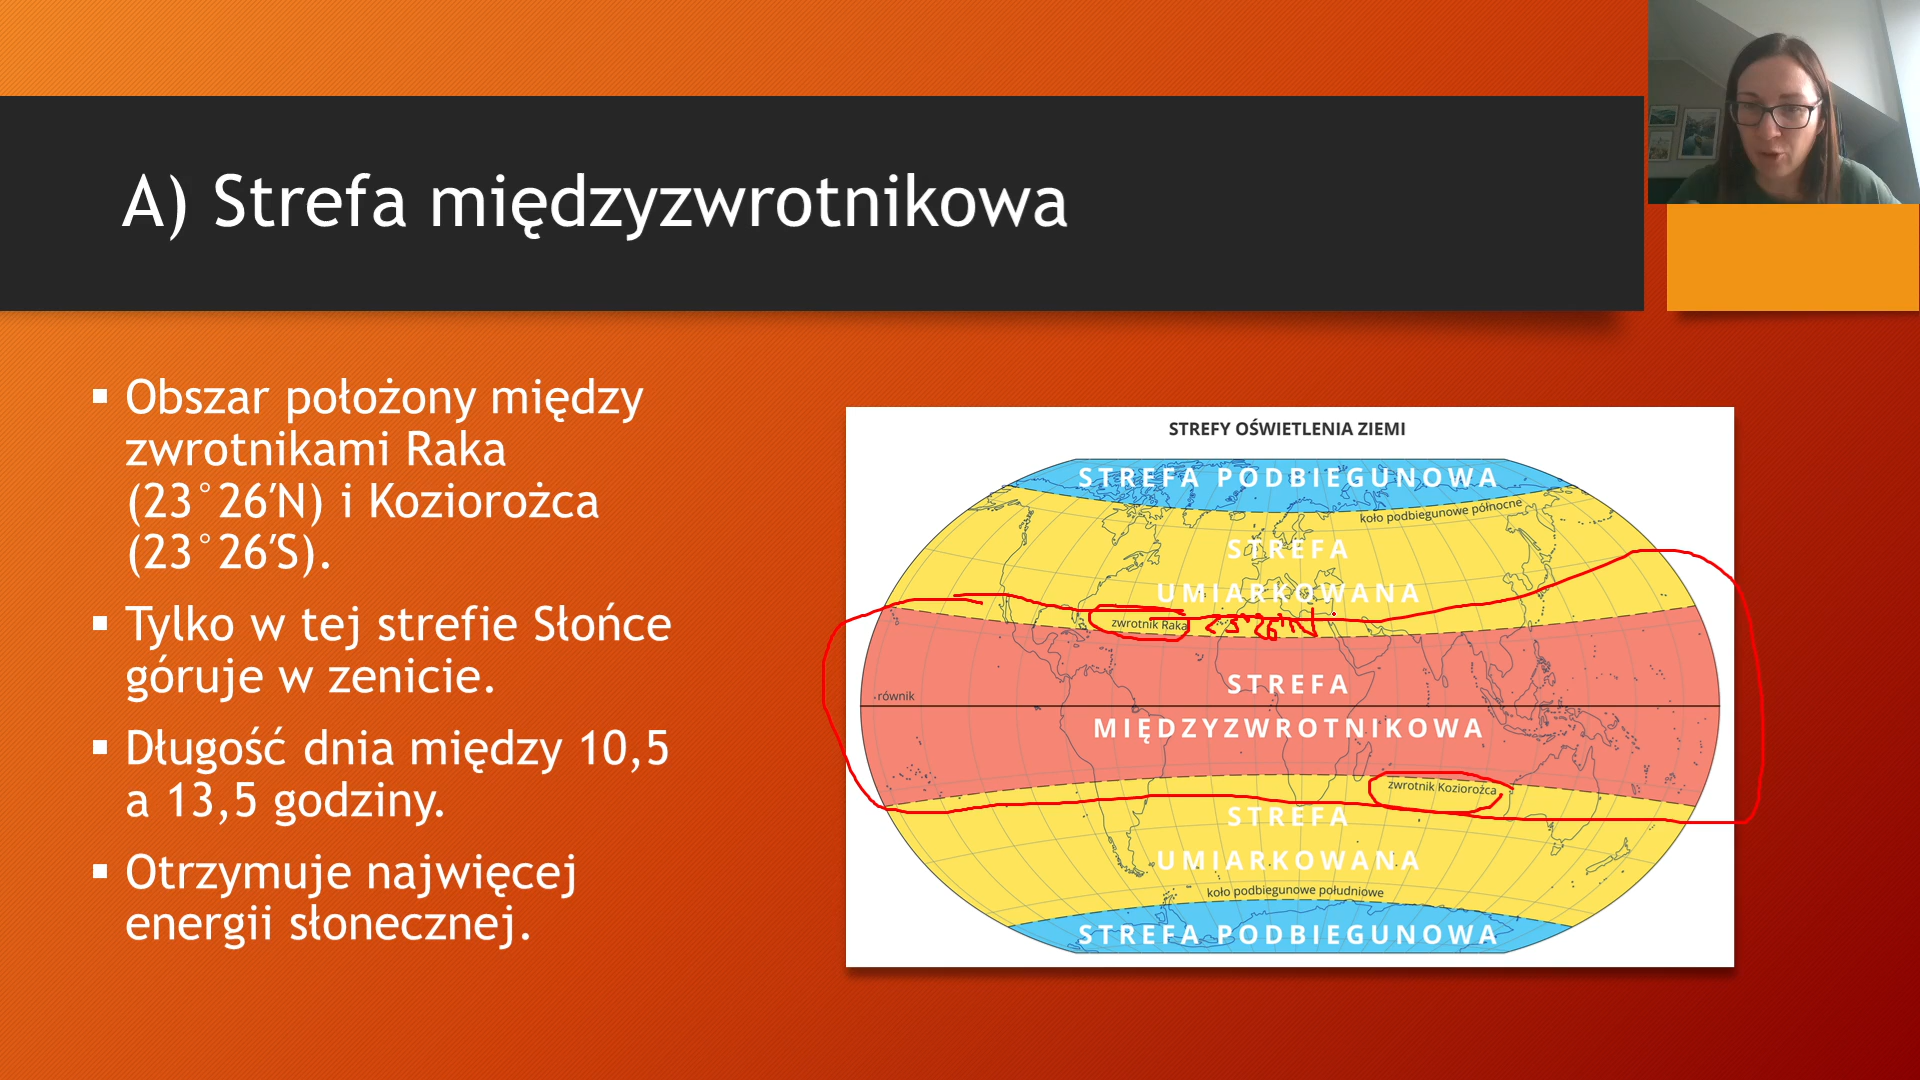 A) Strefa międzyzwrotnikowa
▪ Obszar położony między
zwrotnikami Raka
(23°26′N) i Koziorożca
(23°26′S).
▪ Tylko w tej strefie Słońce
góruje w zenicie.
▪ Długość dnia między 10,5
a 13,5 godziny.
▪ Otrzymuje najwięcej
energii słonecznej.
STREFY OŚWIETLENIA ZIEMI
STREFA PODBIEGUNOWA
koło podbiegunowe północne
STREFA
UMIARKOWANA
zwrotnik Raka 23°26'N
STREFA
równik
MIĘDZYZWROTNIKOWA
zwrotnik Koziorożca
STREFA
UMIARKOWANA
koło podbiegunowe południowe
STREFA PODBIEGUNOWA